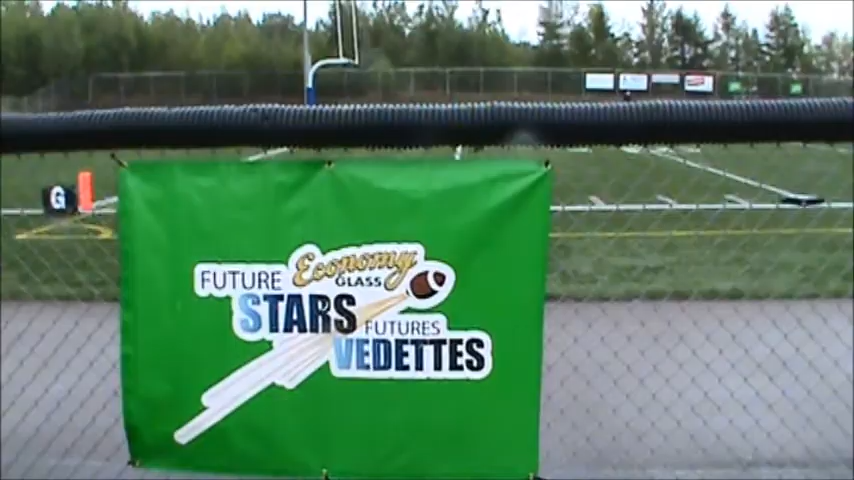 G
Economy
FUTURE GLASS
STARS FUTURES
VEDETTES